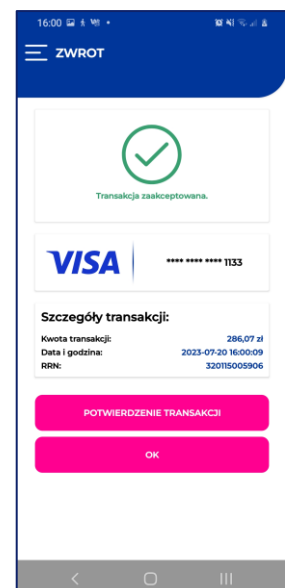 16:00
ZWROT
Transakcja zaakceptowana.
VISA **** **** **** 1133
Szczegóły transakcji:
Kwota transakcji: 286,07 zł
Data i godzina: 2023-07-20 16:00:09
RRN: 320115005906
POTWIERDZENIE TRANSAKCJI
OK